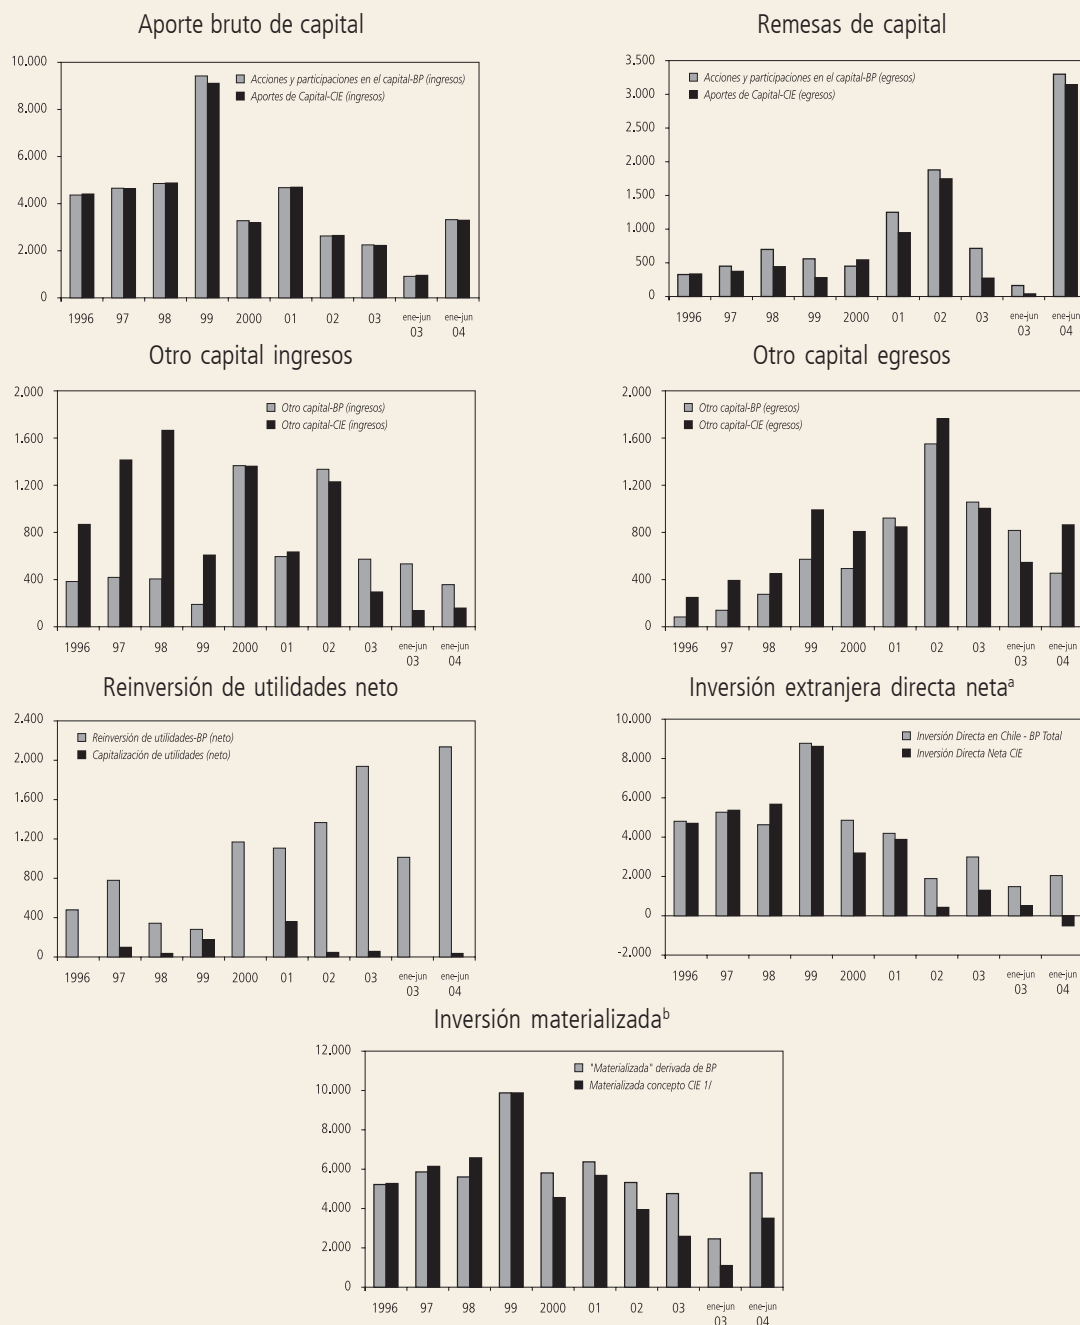 Aporte bruto de capital
10.000
8.000
6.000
4.000
2.000
0
Acciones y participaciones en el capital-BP (ingresos)
Aportes de Capital-CIE (ingresos)
1996 97 98 99 2000 01 02 03 ene-jun 03 ene-jun 04
Remesas de capital
3.500
3.000
2.000
1.500
1.000
500
0
Acciones y participaciones en el capital-BP (egresos)
Aportes de Capital-CIE (egresos)
1996 97 98 99 2000 01 02 03 ene-jun 03 ene-jun 04
Otro capital ingresos
2.000
1.600
1.200
800
400
0
Otro capital-BP (ingresos)
Otro capital-CIE (ingresos)
1996 97 98 99 2000 01 02 03 ene-jun 03 ene-jun 04
Otro capital egresos
2.000
1.600
1.200
800
400
0
Otro capital-BP (egresos)
Otro capital-CIE (egresos)
1996 97 98 99 2000 01 02 03 ene-jun 03 ene-jun 04
Reinversión de utilidades neto
2.400
2.000
1.600
1.200
800
400
0
Reinversión de utilidades-BP (neto)
Capitalización de utilidades (neto)
1996 97 98 99 2000 01 02 03 ene-jun 03 ene-jun 04
Inversión extranjera directa netaª
10.000
8.000
6.000
4.000
2.000
0
-2.000
Inversión Directa en Chile - BP Total
Inversión Directa Neta CIE
1996 97 98 99 2000 01 02 03 ene-jun 03 ene-jun 04
Inversión materializadaᵇ
12.000
10.000
8.000
6.000
4.000
2.000
0
"Materializada" derivada de BP
Materializada concepto CIE 1/
1996 97 98 99 2000 01 02 03 ene-jun 03 ene-jun 04